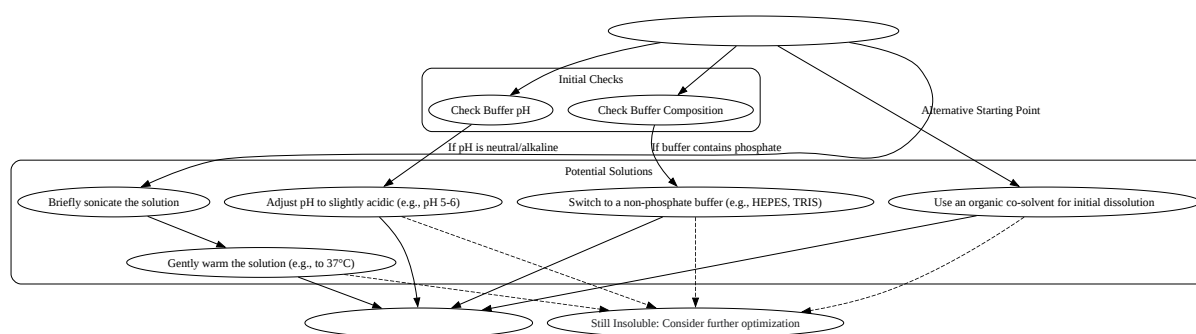 Initial Checks
Check Buffer pH
Check Buffer Composition
Alternative Starting Point
If pH is neutral/alkaline
If buffer contains phosphate
Potential Solutions
Briefly sonicate the solution
Adjust pH to slightly acidic (e.g., pH 5-6)
Switch to a non-phosphate buffer (e.g., HEPES, TRIS)
Use an organic co-solvent for initial dissolution
Gently warm the solution (e.g., to 37°C)
Still Insoluble: Consider further optimization